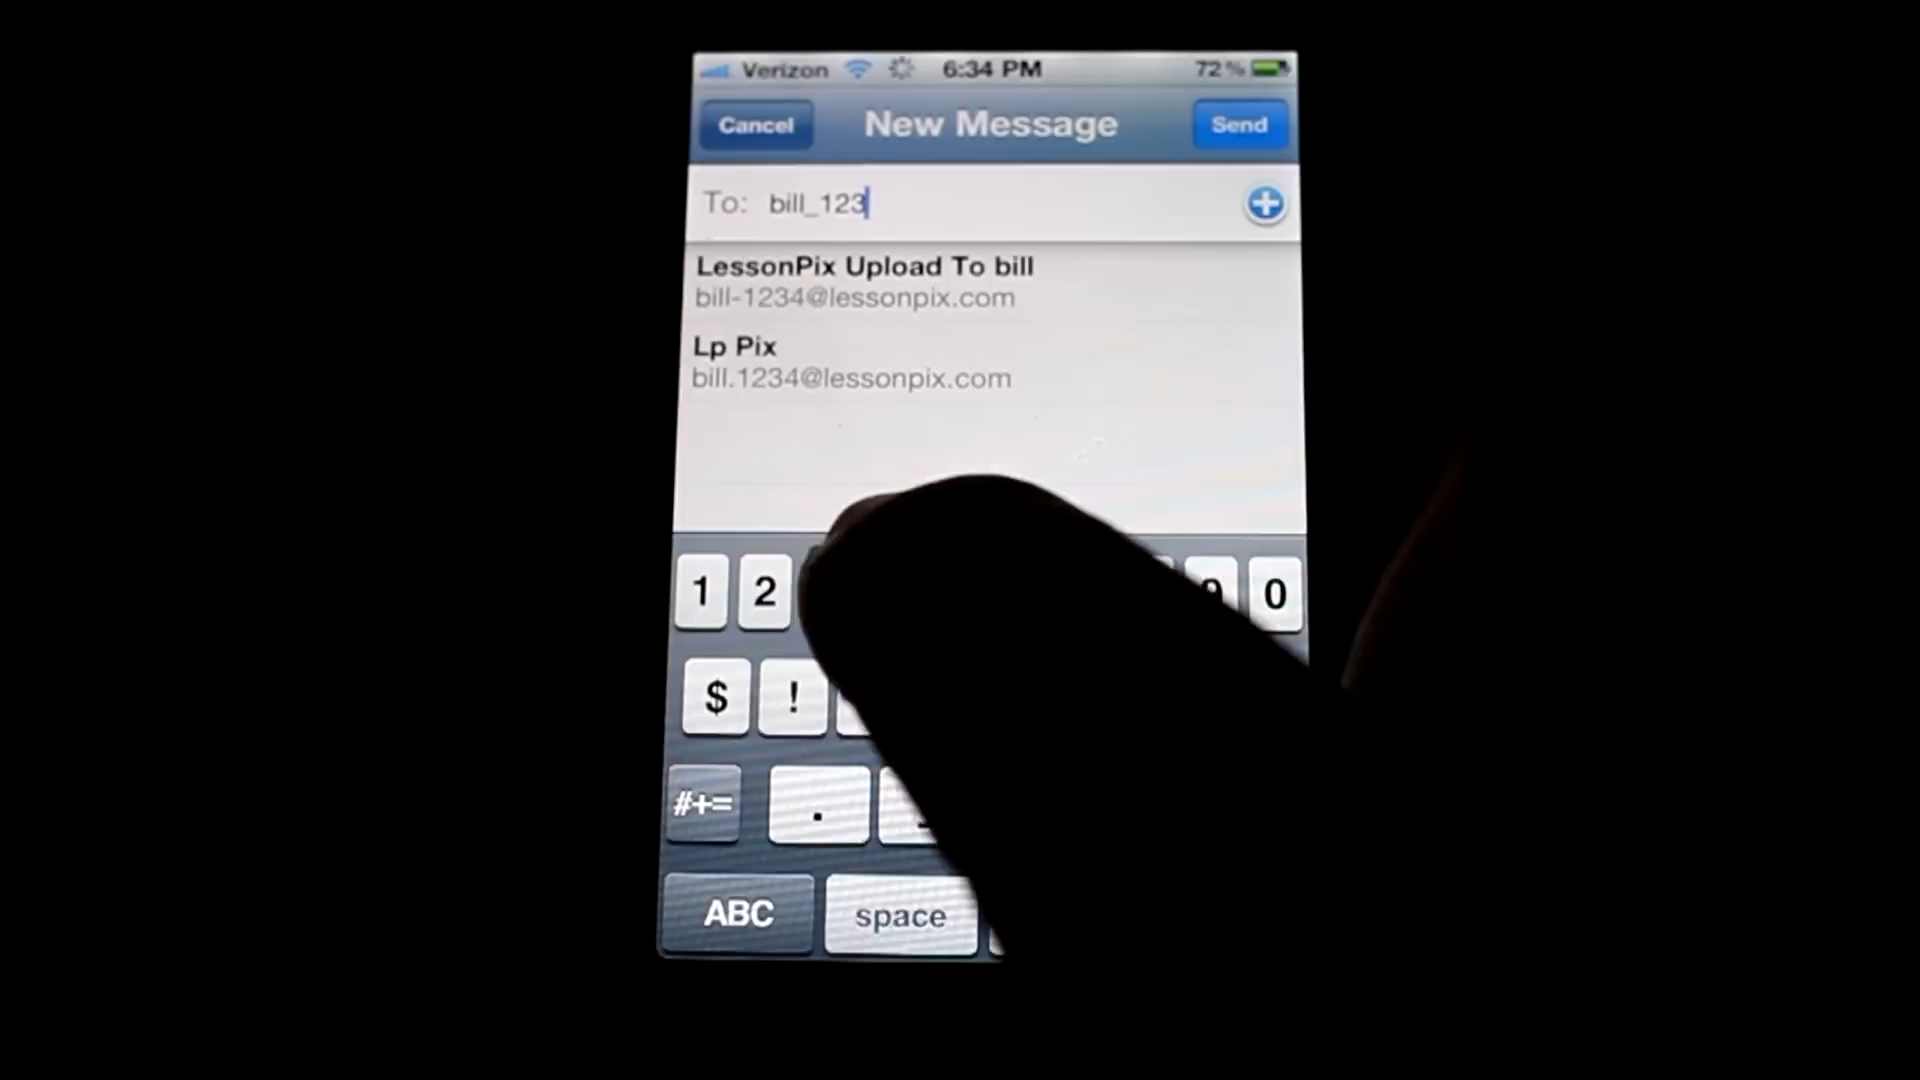 Verizon 6:34 PM 72%
Cancel New Message Send
To: bill_123
LessonPix Upload To bill
bill-1234@lessonpix.com
Lp Pix
bill.1234@lessonpix.com
1 2 9 0
$ !
#+= . _
ABC space